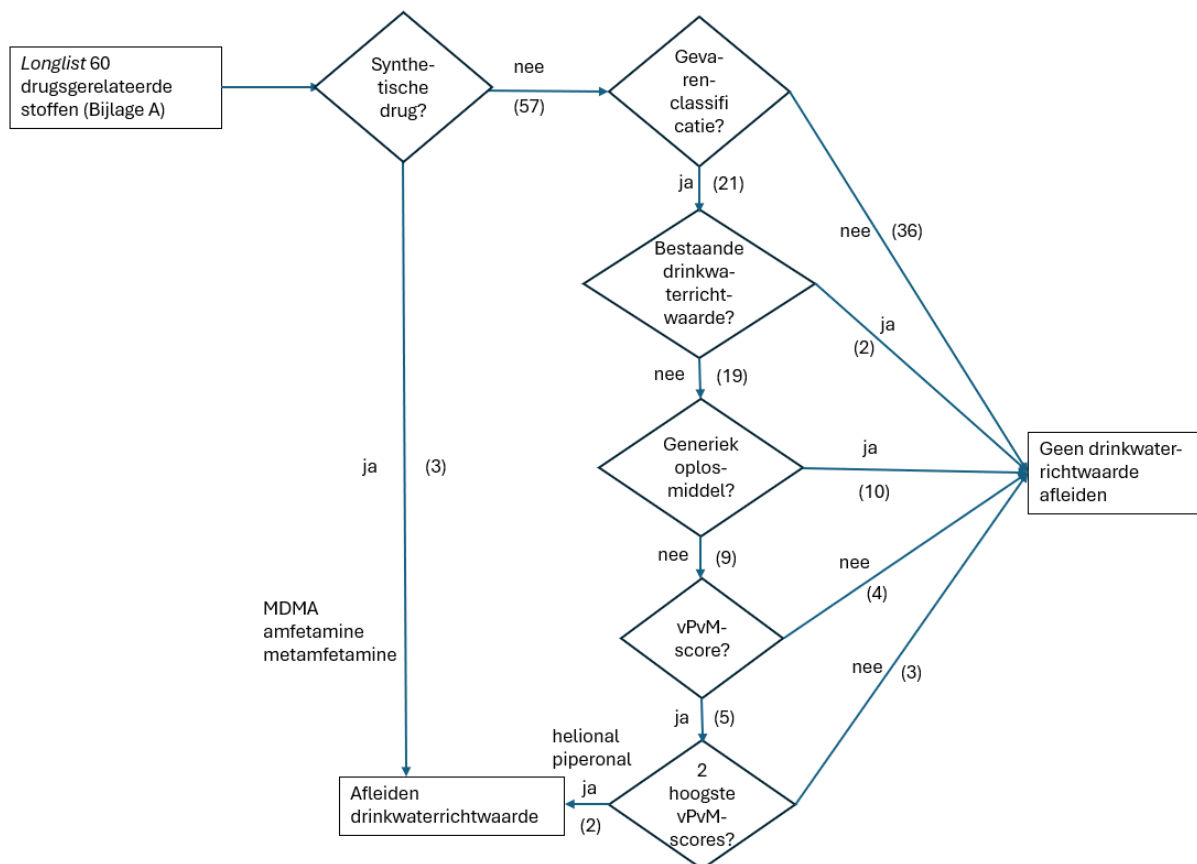 Longlist 60
drugsgerelateerde
stoffen (Bijlage A)
Synthe-
tische
drug?
nee
(57)
Geva-
ren-
classifi
catie?
ja
(21)
nee
(36)
Bestaande
drinkwa-
terricht-
waarde?
ja
(2)
nee
(19)
Generiek
oplos-
middel?
ja
(10)
Geen drinkwater-
richtwaarde
afleiden
ja
(3)
nee
(9)
MDMA
amfetamine
metamfetamine
vPvM-
score?
nee
(4)
nee
(3)
ja
(5)
helional
piperonal
2
hoogste
vPvM-
scores?
ja
(2)
Afleiden
drinkwaterrichtwaarde